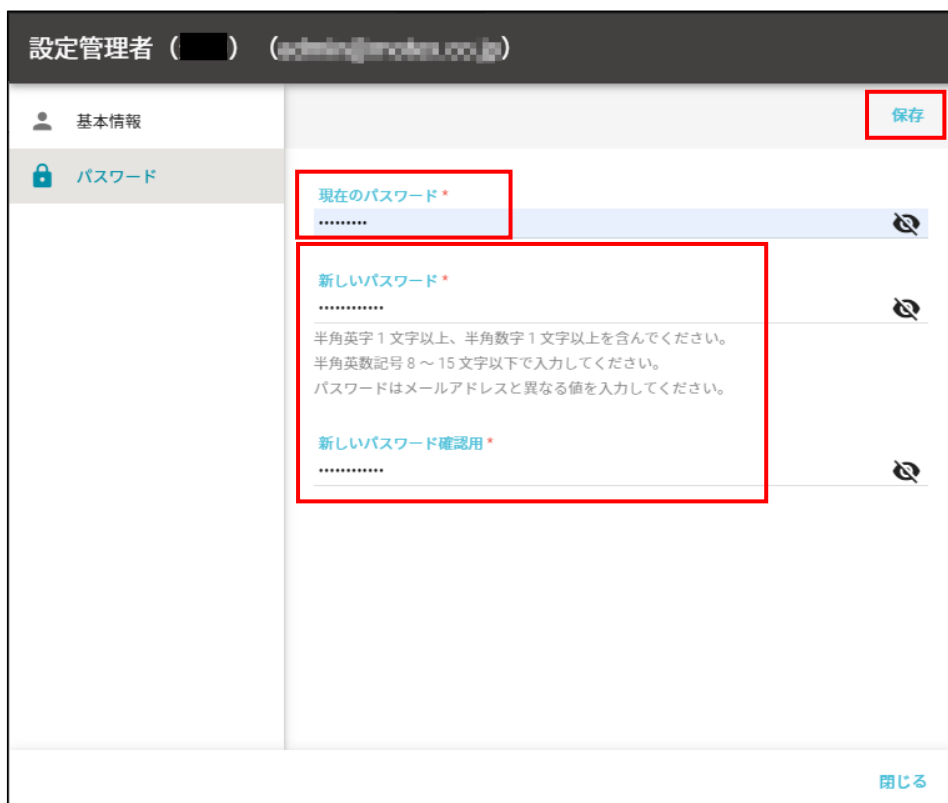 設定管理者（ ）（ ）
基本情報
パスワード
保存
現在のパスワード *
•••••••••
新しいパスワード *
••••••••••••
半角英字１文字以上、半角数字１文字以上を含んでください。
半角英数記号８～15文字以下で入力してください。
パスワードはメールアドレスと異なる値を入力してください。
新しいパスワード確認用 *
••••••••••••
閉じる